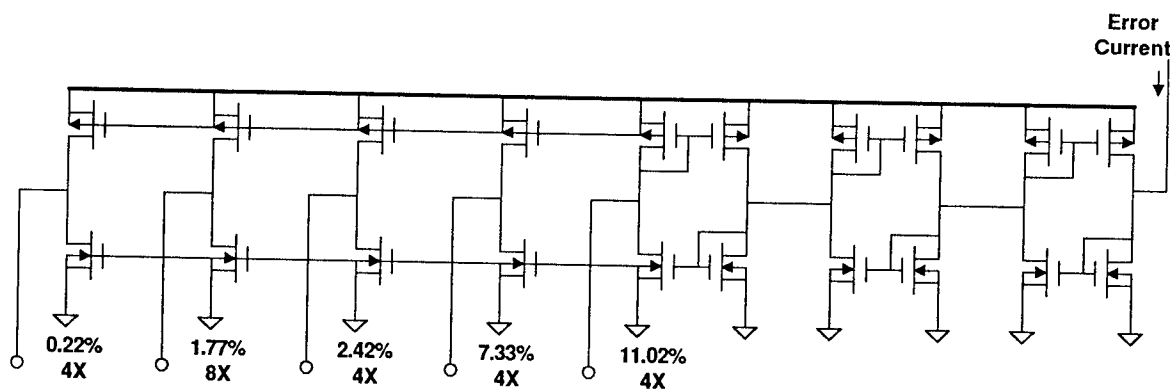 Error
Current
0.22%
4X
1.77%
8X
2.42%
4X
7.33%
4X
11.02%
4X